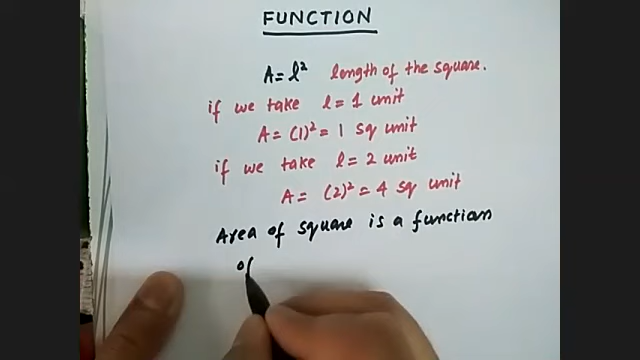 FUNCTION
A = l² length of the square.
if we take l = 1 unit
A = (1)² = 1 sq unit
if we take l = 2 unit
A = (2)² = 4 sq unit
Area of square is a function
of